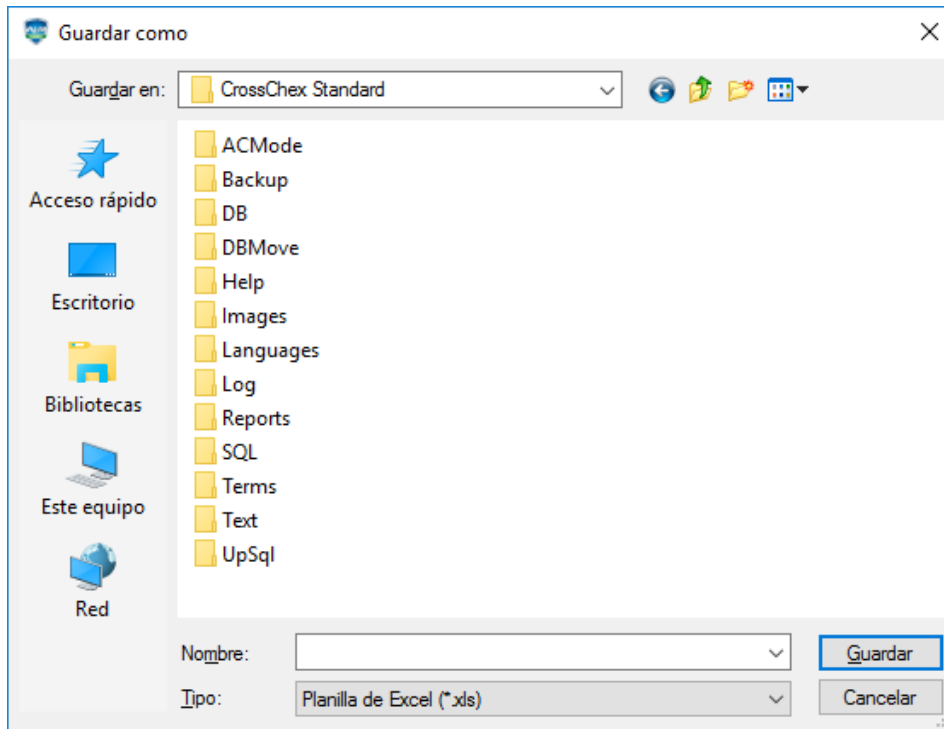 Guardar como
Guardar en:
CrossChex Standard
Acceso rápido
Escritorio
Bibliotecas
Este equipo
Red
ACMode
Backup
DB
DBMove
Help
Images
Languages
Log
Reports
SQL
Terms
Text
UpSql
Nombre:
Guardar
Tipo:
Planilla de Excel (*.xls)
Cancelar